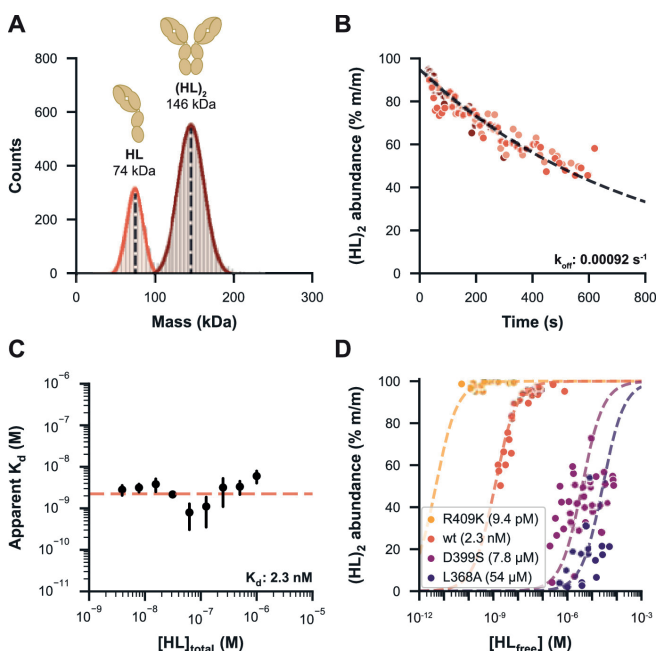 A
(HL)2
146 kDa
HL
74 kDa
800
600
400
200
0
Counts
0
100
200
300
Mass (kDa)
B
100
80
60
40
20
0
(HL)2 abundance (% m/m)
koff: 0.00092 s-1
0
200
400
600
800
Time (s)
C
10-6
10-7
10-8
10-9
10-10
10-11
Apparent Kd (M)
Kd: 2.3 nM
10-9
10-8
10-7
10-6
10-5
[HL]total (M)
D
100
80
60
40
20
0
(HL)2 abundance (% m/m)
R409K (9.4 pM)
wt (2.3 nM)
D399S (7.8 µM)
L368A (54 µM)
10-12
10-9
10-6
10-3
[HLfree] (M)